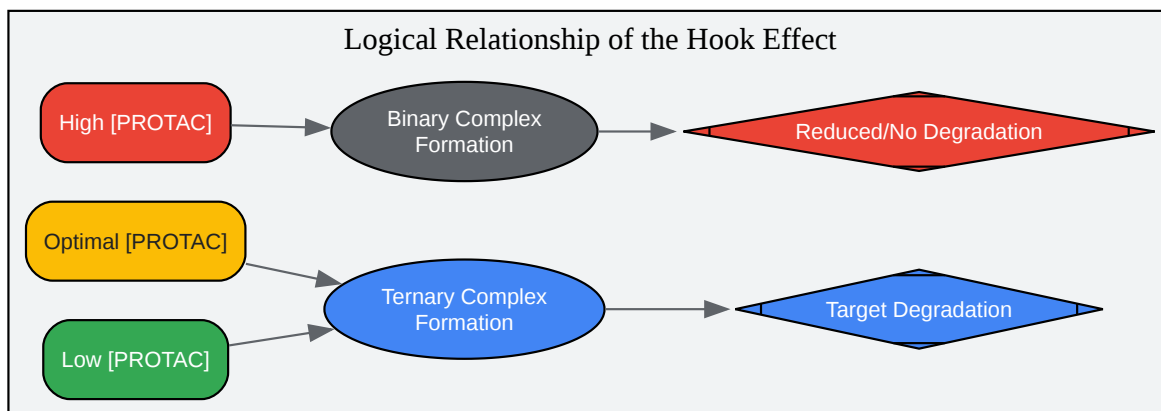 Logical Relationship of the Hook Effect
High [PROTAC]
Binary Complex
Formation
Reduced/No Degradation
Optimal [PROTAC]
Ternary Complex
Formation
Target Degradation
Low [PROTAC]